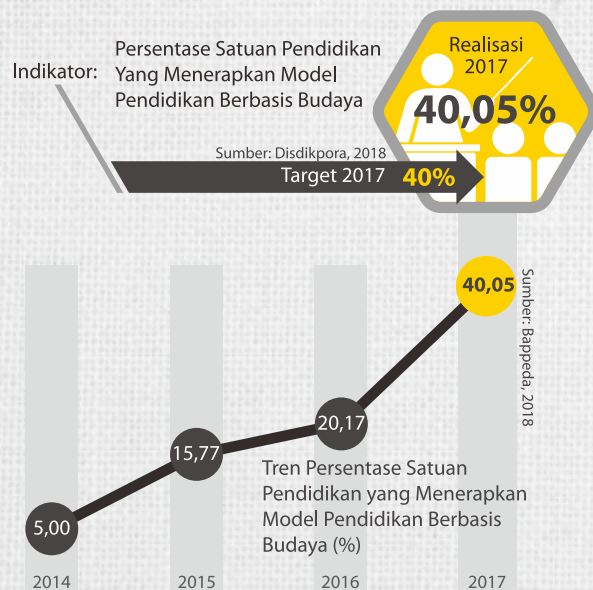 Indikator:
Persentase Satuan Pendidikan
Yang Menerapkan Model
Pendidikan Berbasis Budaya
Realisasi
2017
40,05%
Sumber: Disdikpora, 2018
Target 2017 40%
40,05
Sumber: Bappeda, 2018
20,17
15,77
5,00
Tren Persentase Satuan
Pendidikan yang Menerapkan
Model Pendidikan Berbasis
Budaya (%)
2014 2015 2016 2017